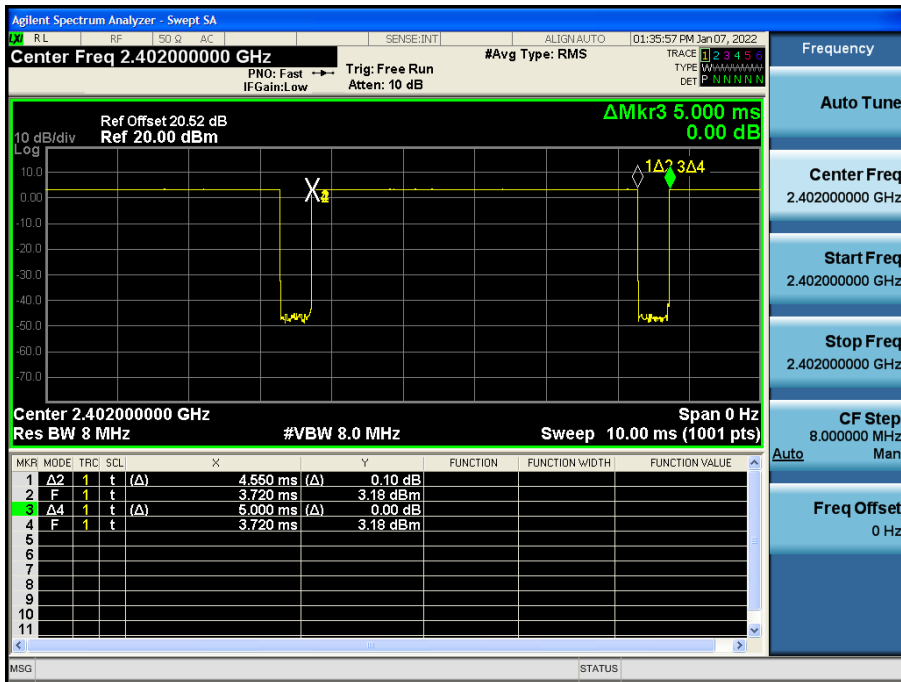 Agilent Spectrum Analyzer - Swept SA
LXI RL RF 50 Ω AC SENSE:INT ALIGN AUTO 01:35:57 PM Jan 07, 2022
Center Freq 2.402000000 GHz #Avg Type: RMS TRACE 1 2 3 4 5 6
PNO: Fast Trig: Free Run TYPE WWWWWW
IFGain:Low Atten: 10 dB DET P N N N N N
ΔMkr3 5.000 ms
0.00 dB
Ref Offset 20.52 dB
10 dB/div Ref 20.00 dBm
Log
10.0
0.00
-10.0
-20.0
-30.0
-40.0
-50.0
-60.0
-70.0
X
1Δ2 3Δ4
Center 2.402000000 GHz Span 0 Hz
Res BW 8 MHz #VBW 8.0 MHz Sweep 10.00 ms (1001 pts)
MKR MODE TRC SCL X Y FUNCTION FUNCTION WIDTH FUNCTION VALUE
1 Δ2 1 t (Δ) 4.550 ms (Δ) 0.10 dB
2 F 1 t 3.720 ms 3.18 dBm
3 Δ4 1 t (Δ) 5.000 ms (Δ) 0.00 dB
4 F 1 t 3.720 ms 3.18 dBm
5
6
7
8
9
10
11
MSG STATUS
Frequency
Auto Tune
Center Freq
2.402000000 GHz
Start Freq
2.402000000 GHz
Stop Freq
2.402000000 GHz
CF Step
8.000000 MHz
Auto Man
Freq Offset
0 Hz